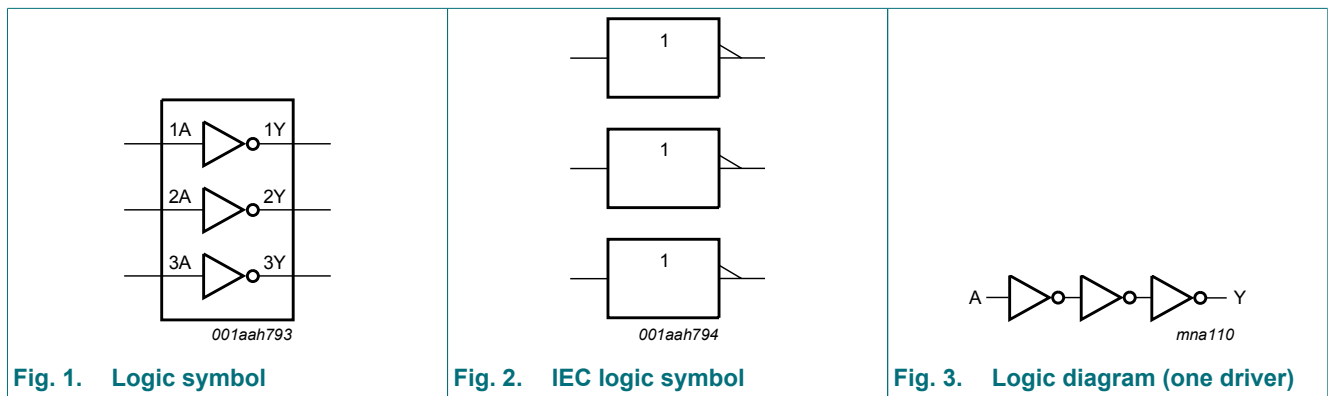 1A 1Y
2A 2Y
3A 3Y
001aah793
Fig. 1. Logic symbol
1
1
1
001aah794
Fig. 2. IEC logic symbol
A Y
mna110
Fig. 3. Logic diagram (one driver)